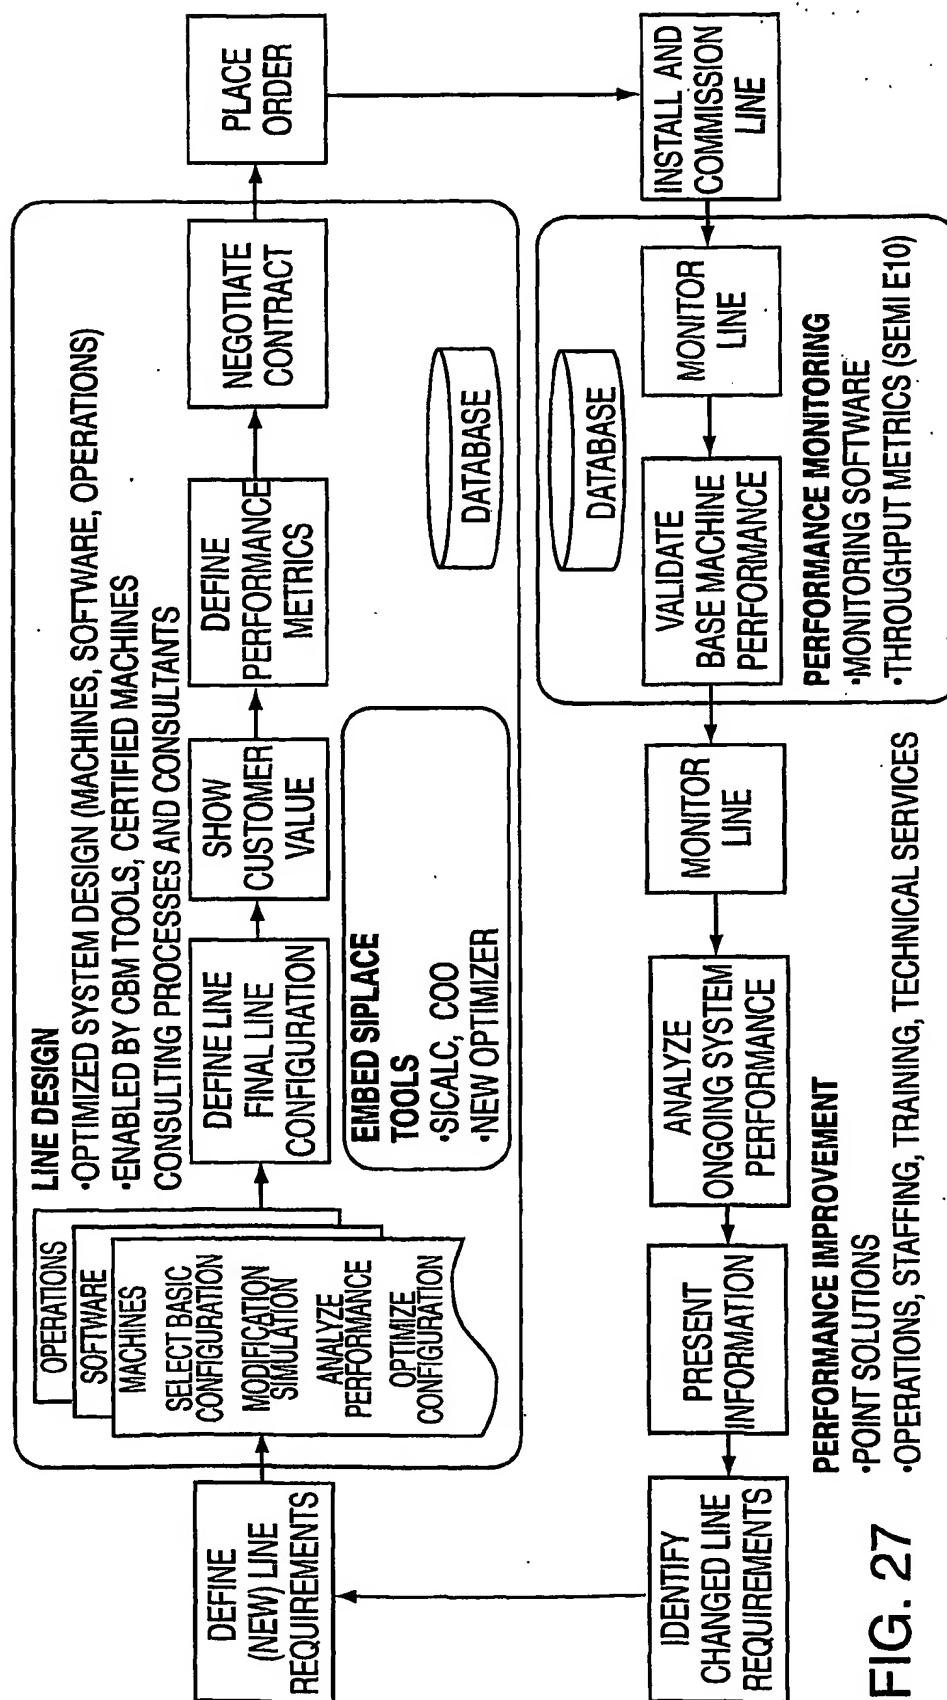 DEFINE
(NEW) LINE
REQUIREMENTS
LINE DESIGN
•OPTIMIZED SYSTEM DESIGN (MACHINES, SOFTWARE, OPERATIONS)
•ENABLED BY CBM TOOLS, CERTIFIED MACHINES
CONSULTING PROCESSES AND CONSULTANTS
OPERATIONS
SOFTWARE
MACHINES
SELECT BASIC
CONFIGURATION
MODIFICATION
SIMULATION
ANALYZE
PERFORMANCE
OPTIMIZE
CONFIGURATION
DEFINE LINE
FINAL LINE
CONFIGURATION
SHOW
CUSTOMER
VALUE
DEFINE
PERFORMANCE
METRICS
NEGOTIATE
CONTRACT
EMBED SIPLACE
TOOLS
•SICALC, COO
•NEW OPTIMIZER
DATABASE
PLACE
ORDER
INSTALL AND
COMMISSION
LINE
DATABASE
MONITOR
LINE
VALIDATE
BASE MACHINE
PERFORMANCE
PERFORMANCE MONITORING
•MONITORING SOFTWARE
•THROUGHPUT METRICS (SEMI E10)
MONITOR
LINE
ANALYZE
ONGOING SYSTEM
PERFORMANCE
PRESENT
INFORMATION
IDENTIFY
CHANGED LINE
REQUIREMENTS
PERFORMANCE IMPROVEMENT
•POINT SOLUTIONS
•OPERATIONS, STAFFING, TRAINING, TECHNICAL SERVICES
FIG. 27